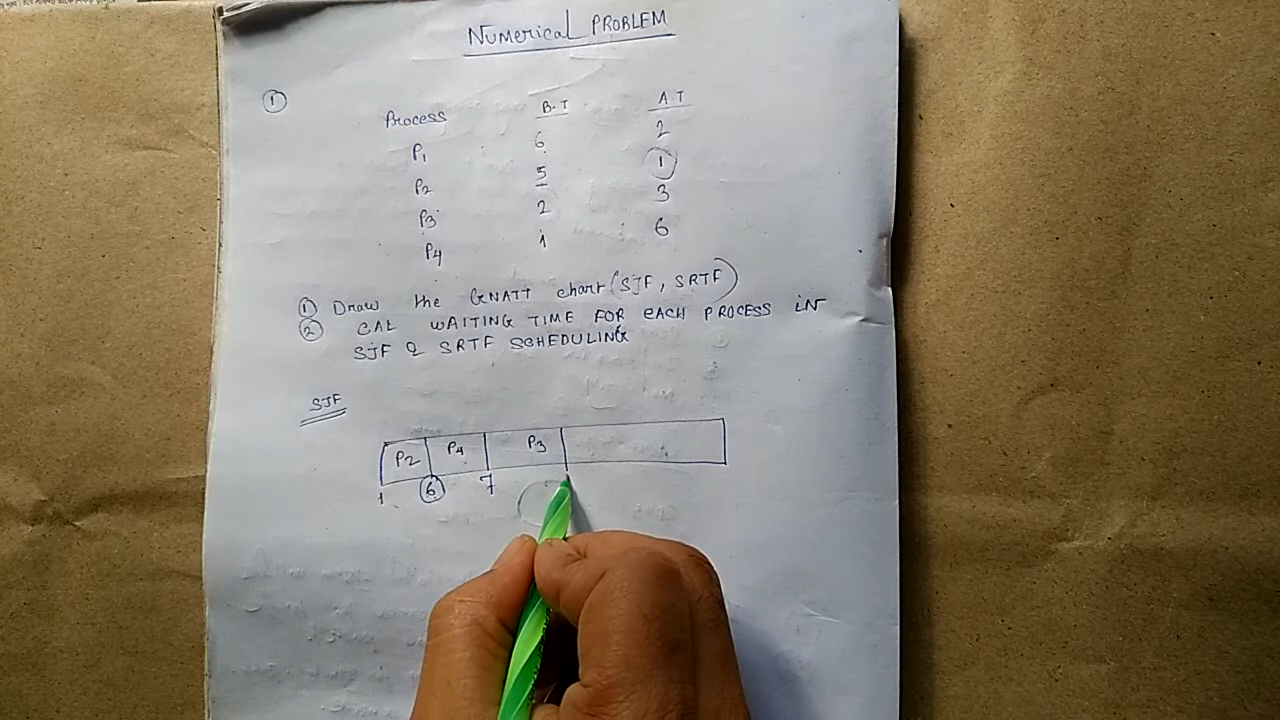 NUMERICAL PROBLEM
①
Process B.T A.T
P1 6 2
P2 5 1
P3 2 3
P4 1 6
① Draw the GNATT chart (SJF, SRTF)
② CAL WAITING TIME FOR EACH PROCESS IN
SJF & SRTF SCHEDULING
SJF
P2 P4 P3
1 6 7